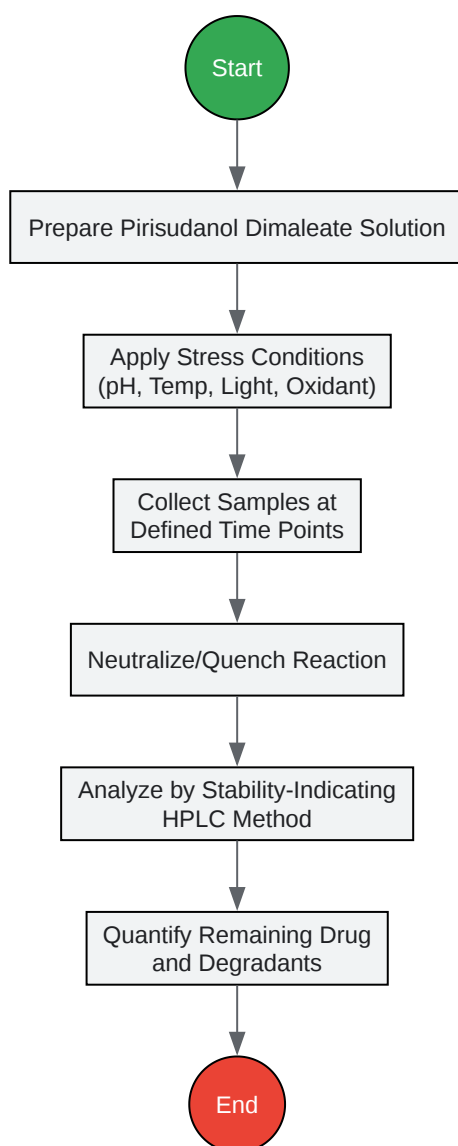 Start
Prepare Pirisudanol Dimaleate Solution
Apply Stress Conditions
(pH, Temp, Light, Oxidant)
Collect Samples at
Defined Time Points
Neutralize/Quench Reaction
Analyze by Stability-Indicating
HPLC Method
Quantify Remaining Drug
and Degradants
End